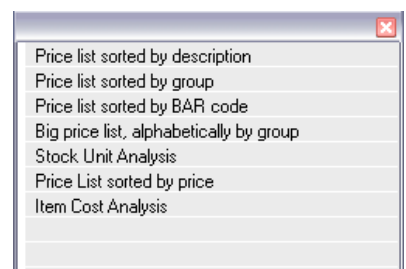 Price list sorted by description
Price list sorted by group
Price list sorted by BAR code
Big price list, alphabetically by group
Stock Unit Analysis
Price List sorted by price
Item Cost Analysis